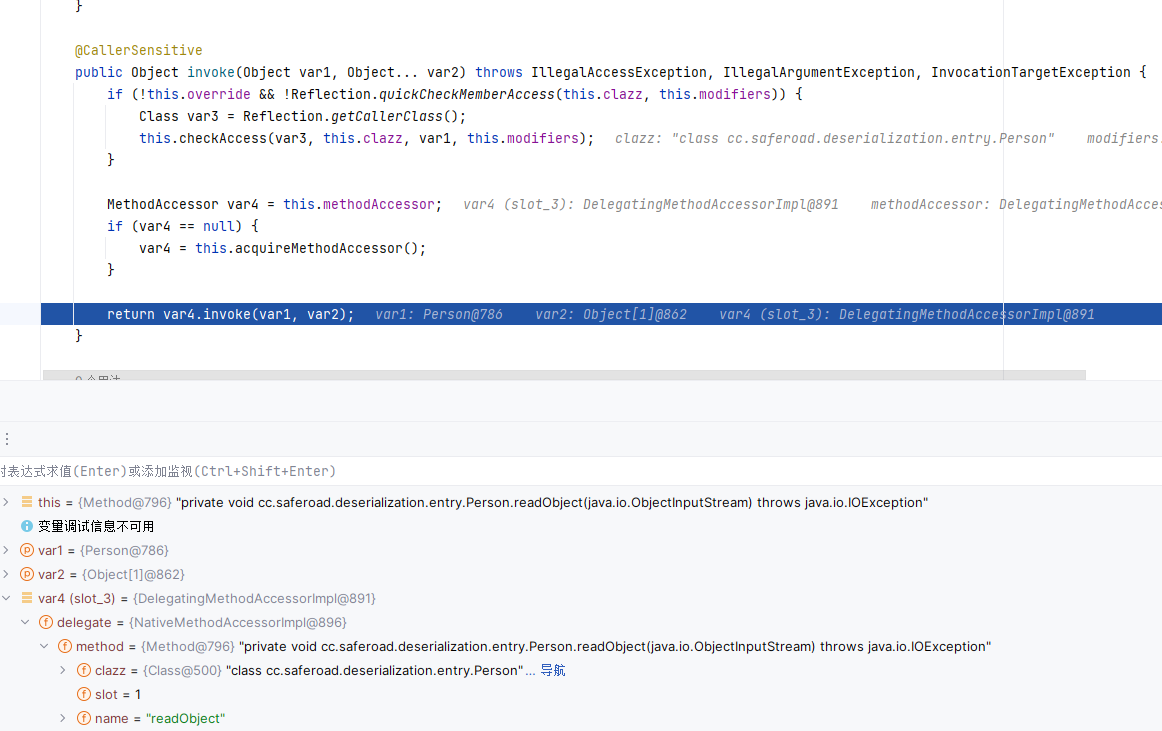 }
@CallerSensitive
public Object invoke(Object var1, Object... var2) throws IllegalAccessException, IllegalArgumentException, InvocationTargetException {
if (!this.override && !Reflection.quickCheckMemberAccess(this.clazz, this.modifiers)) {
Class var3 = Reflection.getCallerClass();
this.checkAccess(var3, this.clazz, var1, this.modifiers); clazz: "class cc.saferoad.deserialization.entry.Person" modifiers
}
MethodAccessor var4 = this.methodAccessor; var4 (slot_3): DelegatingMethodAccessorImpl@891 methodAccessor: DelegatingMethodAcces
if (var4 == null) {
var4 = this.acquireMethodAccessor();
}
return var4.invoke(var1, var2); var1: Person@786 var2: Object[1]@862 var4 (slot_3): DelegatingMethodAccessorImpl@891
}
表达式求值(Enter)或添加监视(Ctrl+Shift+Enter)
this = {Method@796} "private void cc.saferoad.deserialization.entry.Person.readObject(java.io.ObjectInputStream) throws java.io.IOException"
变量调试信息不可用
var1 = {Person@786}
var2 = {Object[1]@862}
var4 (slot_3) = {DelegatingMethodAccessorImpl@891}
delegate = {NativeMethodAccessorImpl@896}
method = {Method@796} "private void cc.saferoad.deserialization.entry.Person.readObject(java.io.ObjectInputStream) throws java.io.IOException"
clazz = {Class@500} "class cc.saferoad.deserialization.entry.Person"... 导航
slot = 1
name = "readObject"